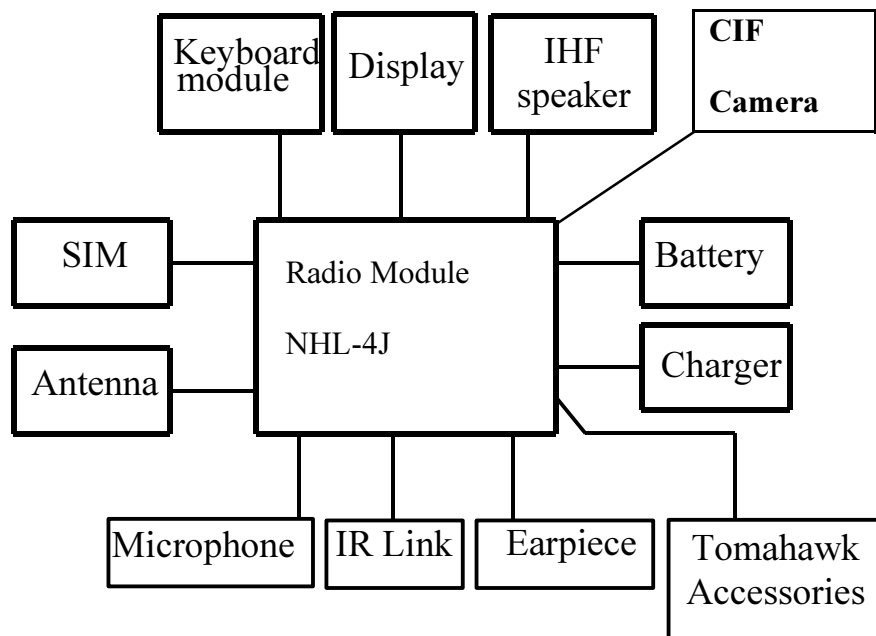 Keyboard
module
Display
IHF
speaker
CIF
Camera
SIM
Radio Module
NHL-4J
Battery
Antenna
Charger
Microphone
IR Link
Earpiece
Tomahawk
Accessories